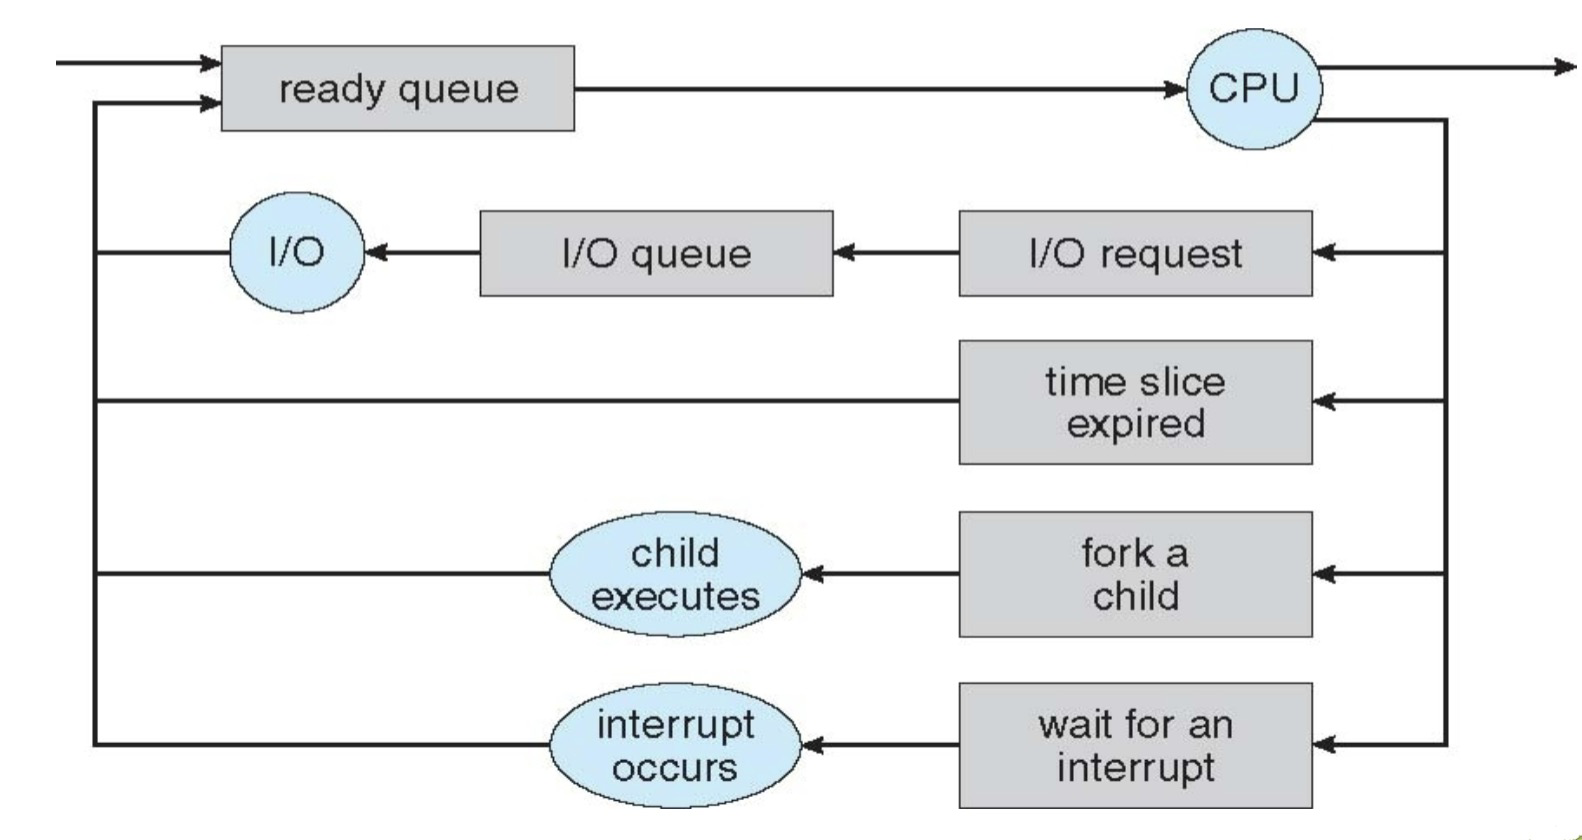 ready queue
CPU
I/O
I/O queue
I/O request
time slice
expired
child
executes
fork a
child
interrupt
occurs
wait for an
interrupt